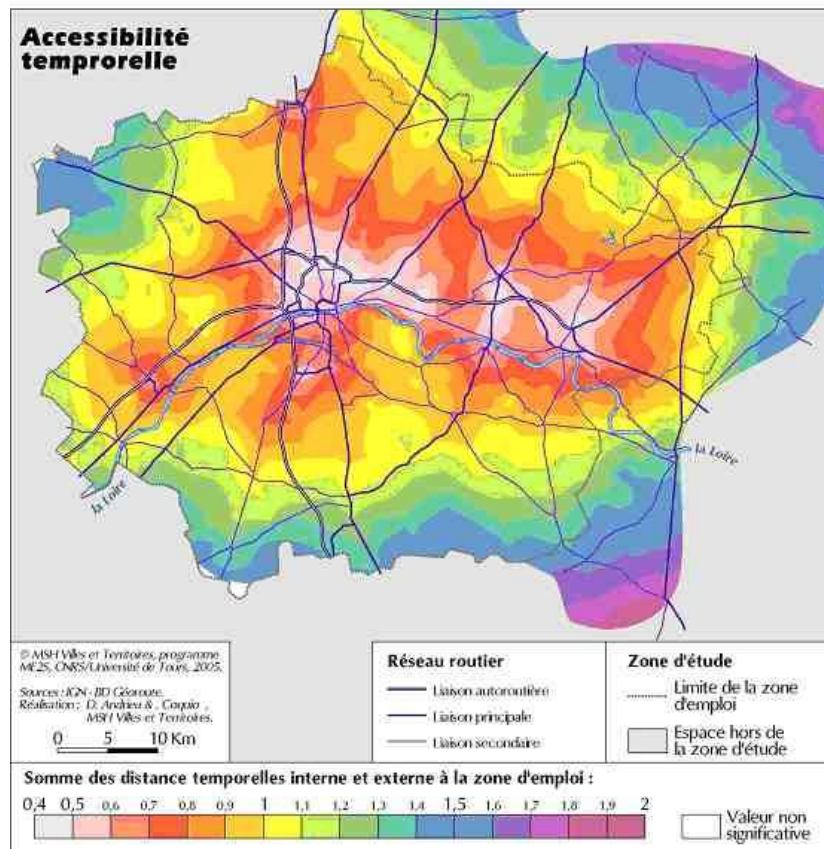 Accessibilité
temprorelle
la Loire
la Loire
© MSH Villes et Territoires, programme
ME2S, CNRS/Université de Tours, 2005.
Sources : IGN - BD Géoroute.
Réalisation : D. Andrieu & . Coquio ,
MSH Villes et Territoires.
0 5 10 Km
Réseau routier
Liaison autoroutière
Liaison principale
Liaison secondaire
Zone d'étude
Limite de la zone
d'emploi
Espace hors de
la zone d'étude
Somme des distance temporelles interne et externe à la zone d'emploi :
0,4 0,5 0,6 0,7 0,8 0,9 1 1,1 1,2 1,3 1,4 1,5 1,6 1,7 1,8 1,9 2
Valeur non
significative